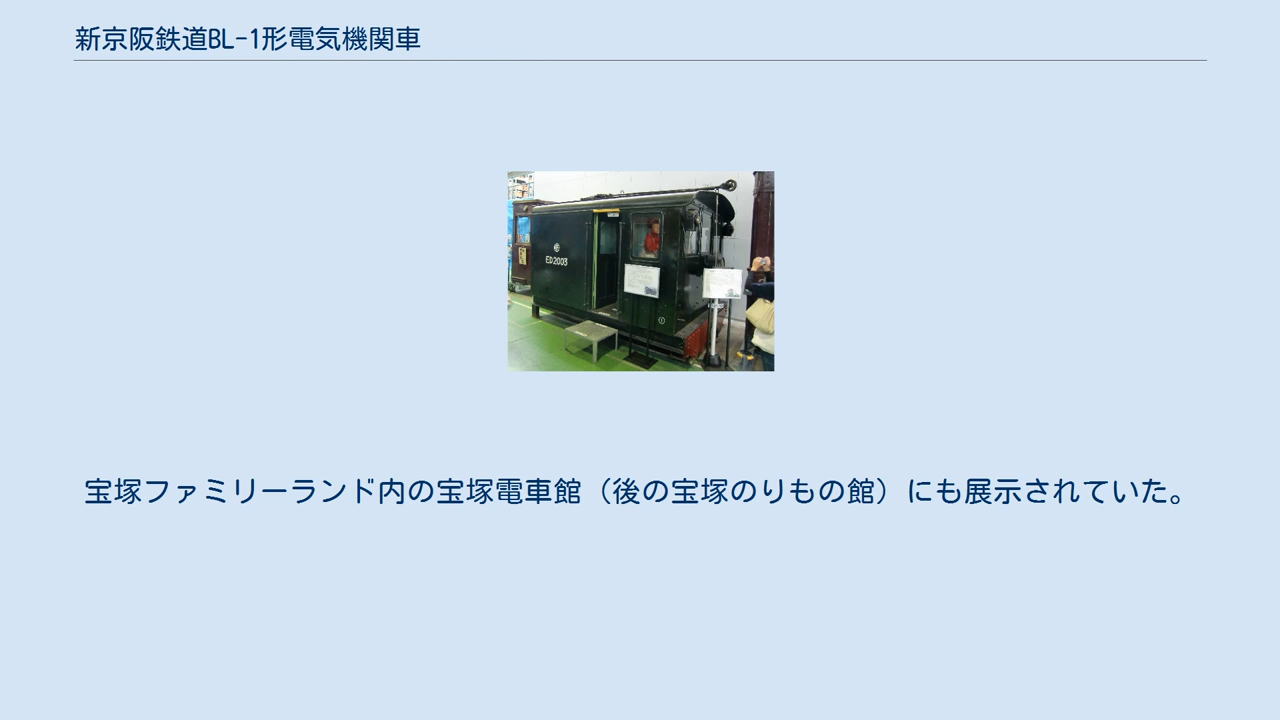 新京阪鉄道BL-1形電気機関車
ED2003
宝塚ファミリーランド内の宝塚電車館（後の宝塚のりもの館）にも展示されていた。